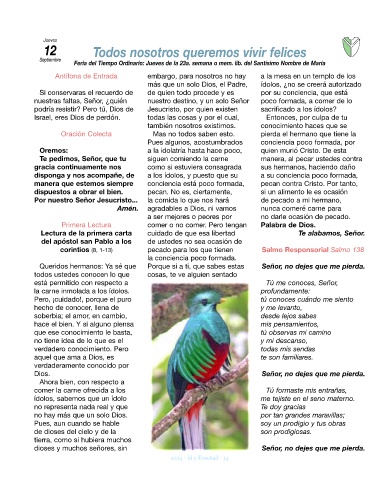 Jueves
12
Septiembre
Todos nosotros queremos vivir felices
Feria del Tiempo Ordinario: Jueves de la 23a. semana o mem. lib. del Santísimo Nombre de María
Antífona de Entrada
Si conservaras el recuerdo de
nuestras faltas, Señor, ¿quién
podría resistir? Pero tú, Dios de
Israel, eres Dios de perdón.
Oración Colecta
Oremos:
Te pedimos, Señor, que tu
gracia continuamente nos
disponga y nos acompañe, de
manera que estemos siempre
dispuestos a obrar el bien.
Por nuestro Señor Jesucristo...
Amén.
Primera Lectura
Lectura de la primera carta
del apóstol san Pablo a los
corintios (8, 1-13)
Queridos hermanos: Ya sé que
todos ustedes conocen lo que
está permitido con respecto a
la carne inmolada a los ídolos.
Pero, ¡cuidado!, porque el puro
hecho de conocer, llena de
soberbia; el amor, en cambio,
hace el bien. Y si alguno piensa
que ese conocimiento le basta,
no tiene idea de lo que es el
verdadero conocimiento. Pero
aquel que ama a Dios, es
verdaderamente conocido por
Dios.
Ahora bien, con respecto a
comer la carne ofrecida a los
ídolos, sabemos que un ídolo
no representa nada real y que
no hay más que un solo Dios.
Pues, aun cuando se hable
de dioses del cielo y de la
tierra, como si hubiera muchos
dioses y muchos señores, sin
embargo, para nosotros no hay
más que un solo Dios, el Padre,
de quien todo procede y es
nuestro destino, y un solo Señor
Jesucristo, por quien existen
todas las cosas y por el cual,
también nosotros existimos.
Mas no todos saben esto.
Pues algunos, acostumbrados
a la idolatría hasta hace poco,
siguen comiendo la carne
como si estuviera consagrada
a los ídolos, y puesto que su
conciencia está poco formada,
pecan. No es, ciertamente,
la comida lo que nos hará
agradables a Dios, ni vamos
a ser mejores o peores por
comer o no comer. Pero tengan
cuidado de que esa libertad
de ustedes no sea ocasión de
pecado para los que tienen
la conciencia poco formada.
Porque si a ti, que sabes estas
cosas, te ve alguien sentado
a la mesa en un templo de los
ídolos, ¿no se creerá autorizado
por su conciencia, que está
poco formada, a comer de lo
sacrificado a los ídolos?
Entonces, por culpa de tu
conocimiento haces que se
pierda el hermano que tiene la
conciencia poco formada, por
quien murió Cristo. De esta
manera, al pecar ustedes contra
sus hermanos, haciendo daño
a su conciencia poco formada,
pecan contra Cristo. Por tanto,
si un alimento le es ocasión
de pecado a mi hermano,
nunca comeré carne para
no darle ocasión de pecado.
Palabra de Dios.
Te alabamos, Señor.
Salmo Responsorial Salmo 138
Señor, no dejes que me pierda.
Tú me conoces, Señor,
profundamente:
tú conoces cuándo me siento
y me levanto,
desde lejos sabes
mis pensamientos,
tú observas mi camino
y mi descanso,
todas mis sendas
te son familiares.
Señor, no dejes que me pierda.
Tú formaste mis entrañas,
me tejiste en el seno materno.
Te doy gracias
por tan grandes maravillas;
soy un prodigio y tus obras
son prodigiosas.
Señor, no dejes que me pierda.